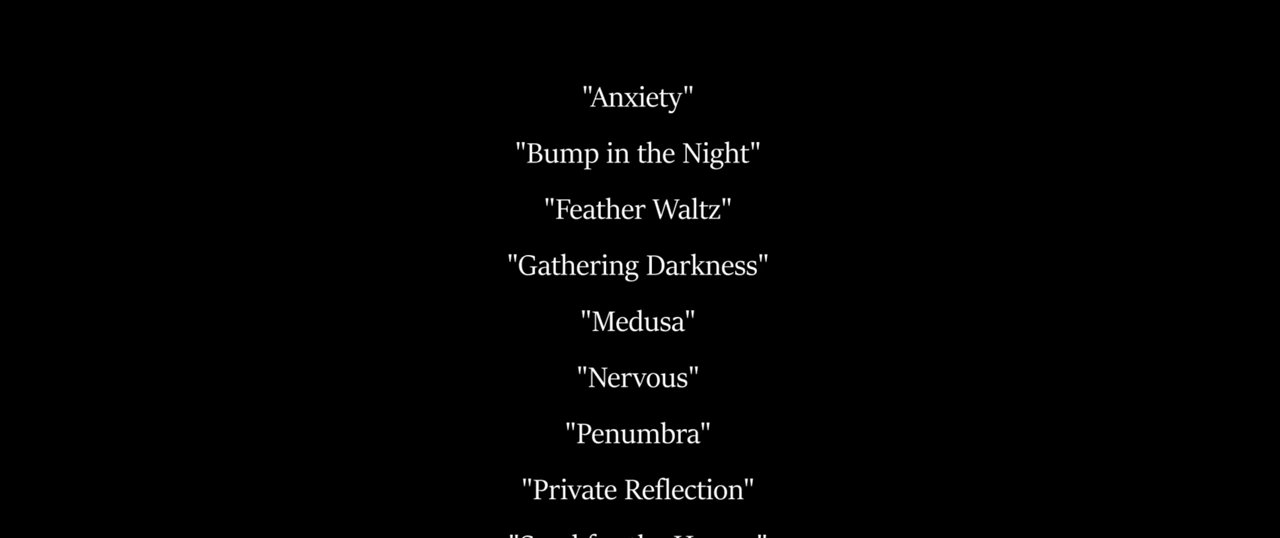 "Anxiety"
"Bump in the Night"
"Feather Waltz"
"Gathering Darkness"
"Medusa"
"Nervous"
"Penumbra"
"Private Reflection"